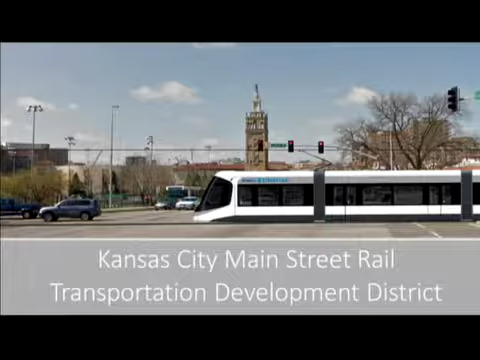 Kansas City Main Street Rail
Transportation Development District